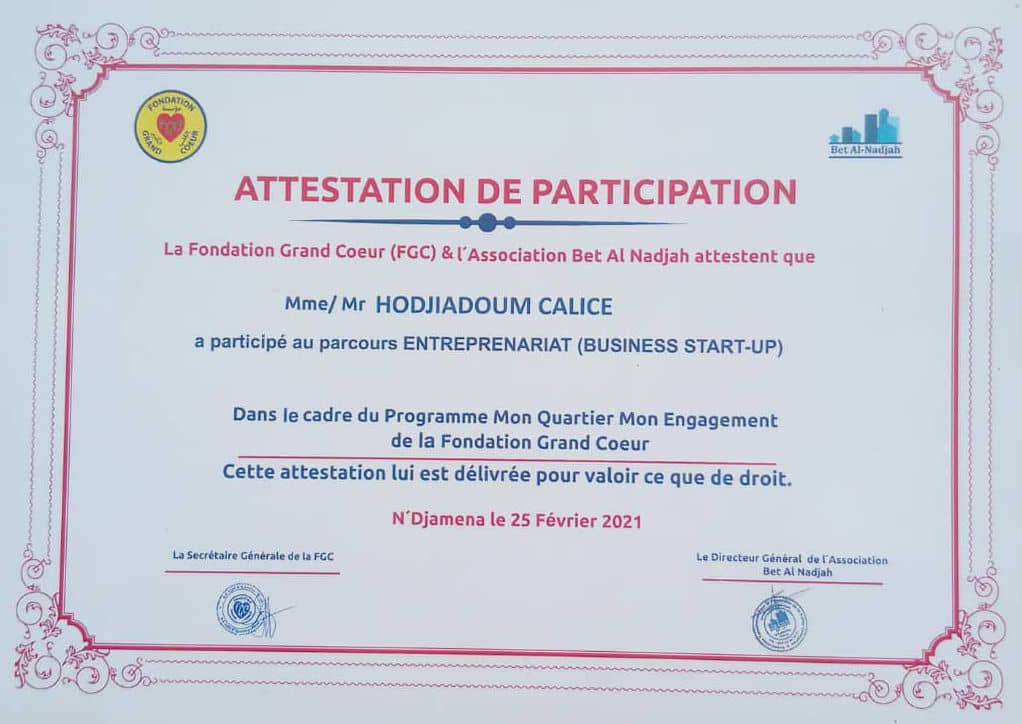 FONDATION
GRAND COEUR
Bet Al-Nadjah
ATTESTATION DE PARTICIPATION
La Fondation Grand Coeur (FGC) & l´Association Bet Al Nadjah attestent que
Mme/ Mr HODJIADOUM CALICE
a participé au parcours ENTREPRENARIAT (BUSINESS START-UP)
Dans le cadre du Programme Mon Quartier Mon Engagement
de la Fondation Grand Coeur
Cette attestation lui est délivrée pour valoir ce que de droit.
N´Djamena le 25 Février 2021
La Secrétaire Générale de la FGC
Le Directeur Général de l´Association
Bet Al Nadjah